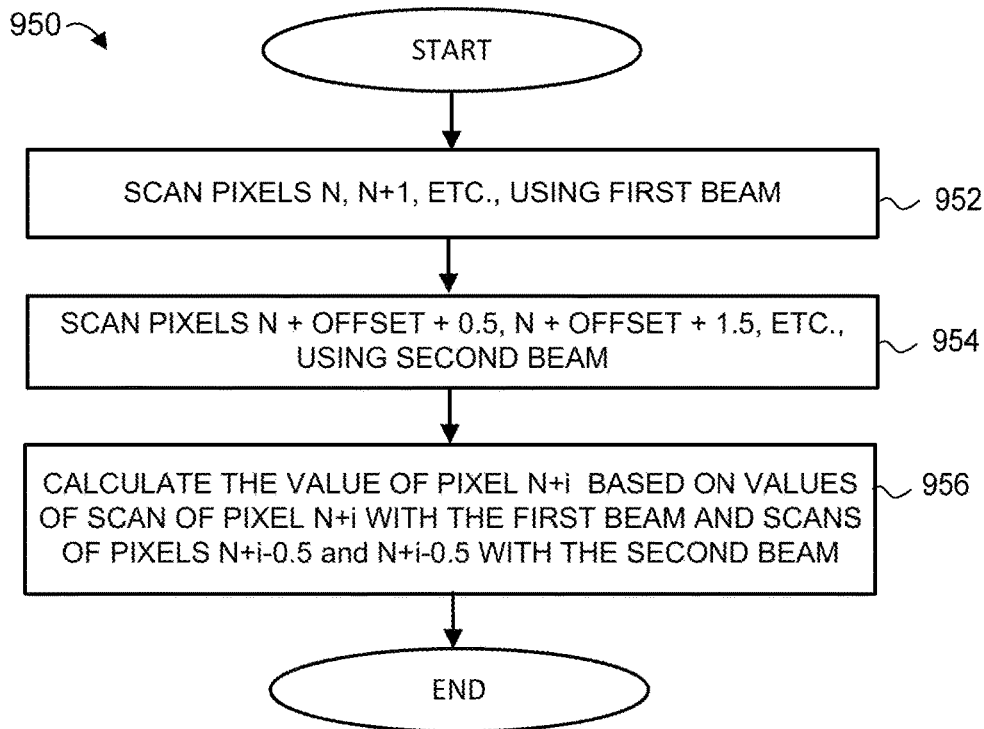 950
START
SCAN PIXELS N, N+1, ETC., USING FIRST BEAM
952
SCAN PIXELS N + OFFSET + 0.5, N + OFFSET + 1.5, ETC.,
USING SECOND BEAM
954
CALCULATE THE VALUE OF PIXEL N+i BASED ON VALUES
OF SCAN OF PIXEL N+i WITH THE FIRST BEAM AND SCANS
OF PIXELS N+i-0.5 and N+i-0.5 WITH THE SECOND BEAM
956
END